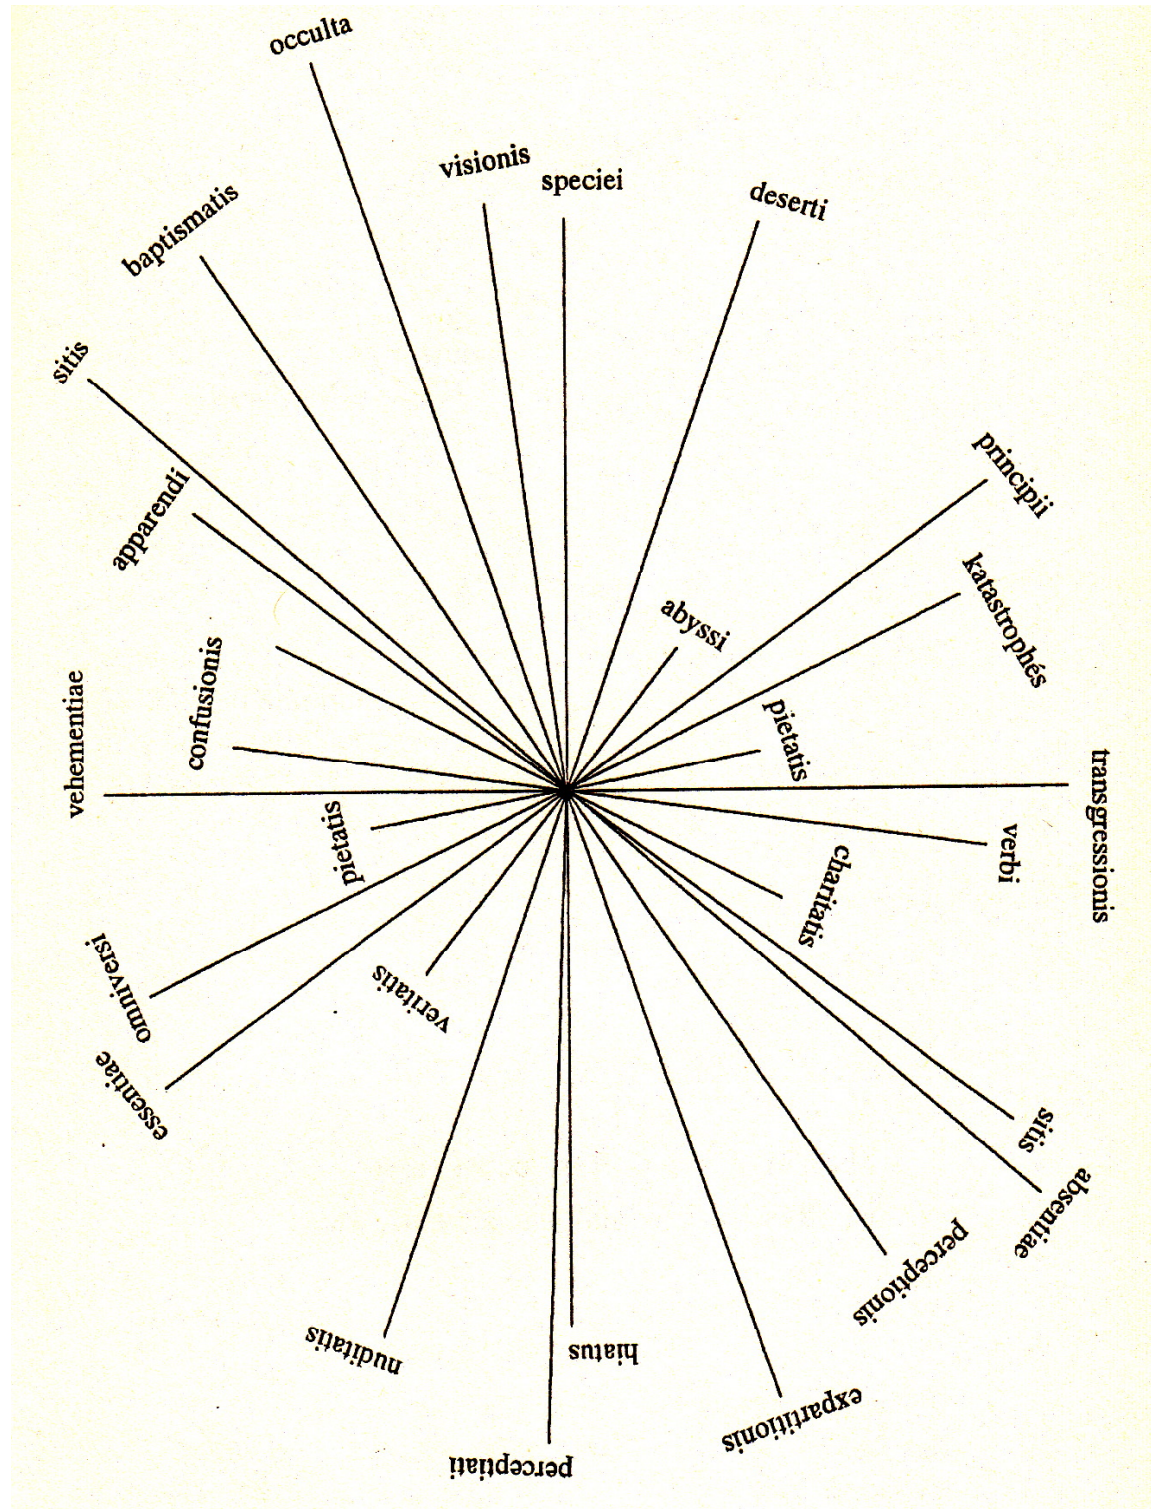 occulta
visionis
speciei
deserti
baptismatis
sitis
principii
apparendi
katastrophés
abyssi
confusionis
vehementiae
pietatis
transgressionis
pietatis
verbi
charitatis
omniversi
veritatis
essentiae
sitis
absentiae
perceptionis
nuditatis
hiatus
expartitionis
perceptiati